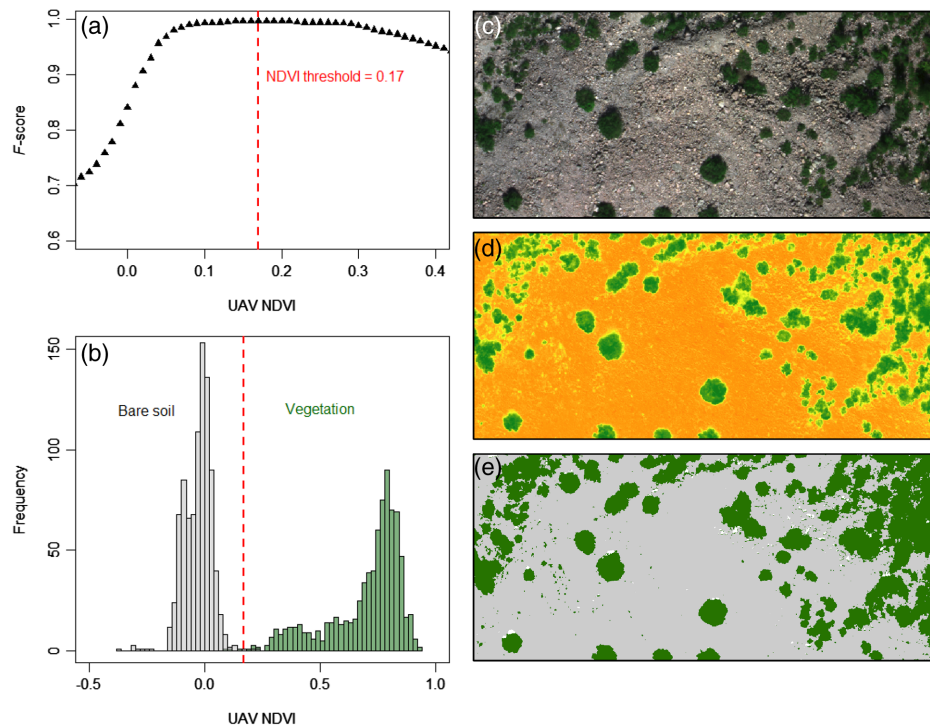 (a)
1.0
0.9
0.8
0.7
0.6
F-score
NDVI threshold = 0.17
0.0 0.1 0.2 0.3 0.4
UAV NDVI
(b)
150
100
50
0
Frequency
Bare soil
Vegetation
-0.5 0.0 0.5 1.0
UAV NDVI
(c)
(d)
(e)